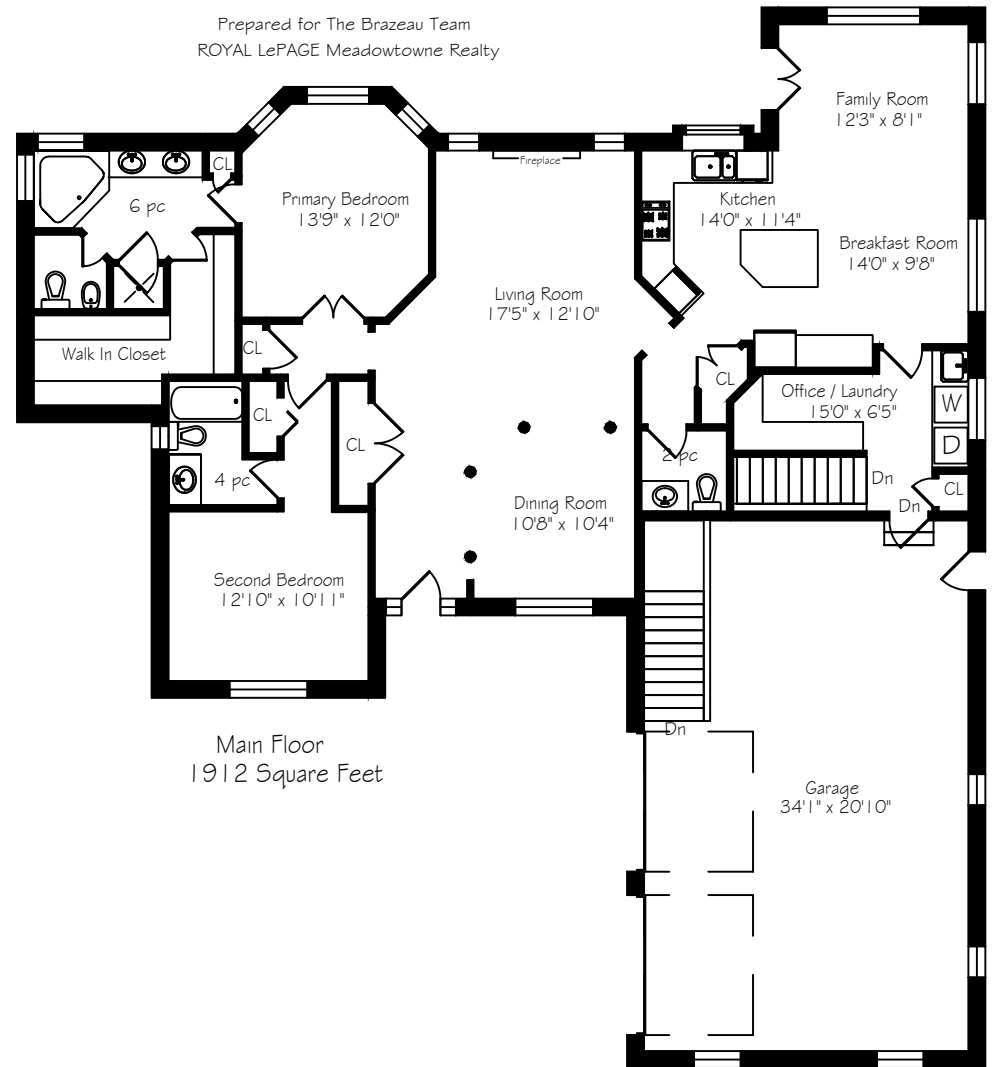 Prepared for The Brazeau Team
ROYAL LePAGE Meadowtowne Realty
Family Room
12'3" x 8'1"
Fireplace
CL
6 pc
Primary Bedroom
13'9" x 12'0"
Kitchen
14'0" x 11'4"
Breakfast Room
14'0" x 9'8"
Living Room
17'5" x 12'10"
Walk In Closet
CL
CL
Office / Laundry
15'0" x 6'5"
W
CL
CL
D
2 pc
4 pc
Dn
CL
Dn
Dining Room
10'8" x 10'4"
Second Bedroom
12'10" x 10'11"
Dn
Main Floor
1912 Square Feet
Garage
34'1" x 20'10"